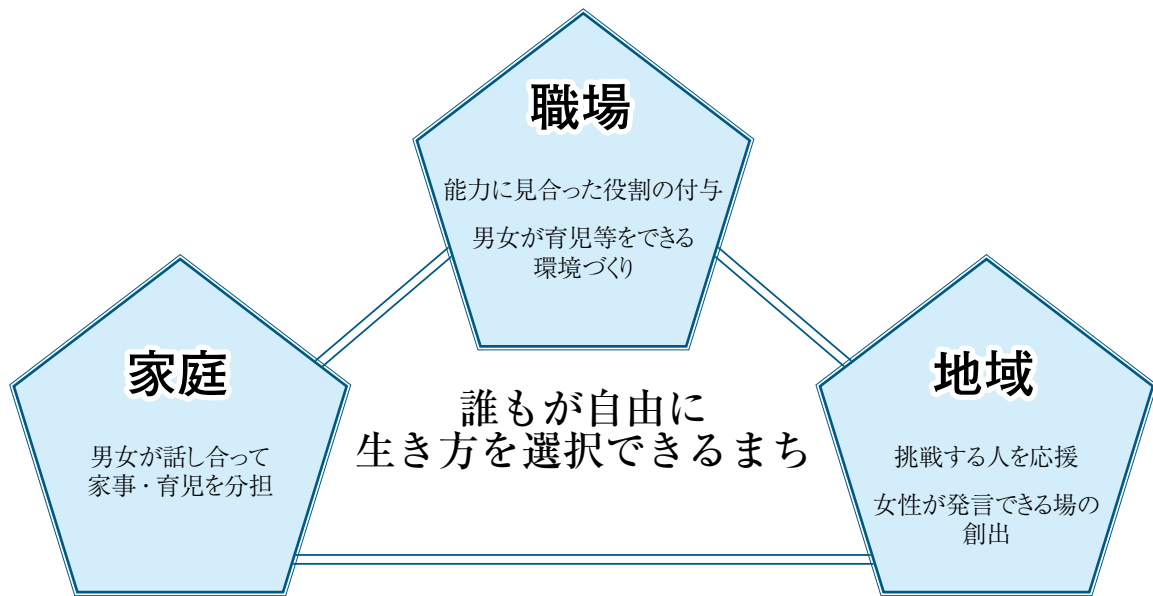 職場
能力に見合った役割の付与
男女が育児等をできる
環境づくり
家庭
男女が話し合って
家事・育児を分担
誰もが自由に
生き方を選択できるまち
地域
挑戦する人を応援
女性が発言できる場の
創出